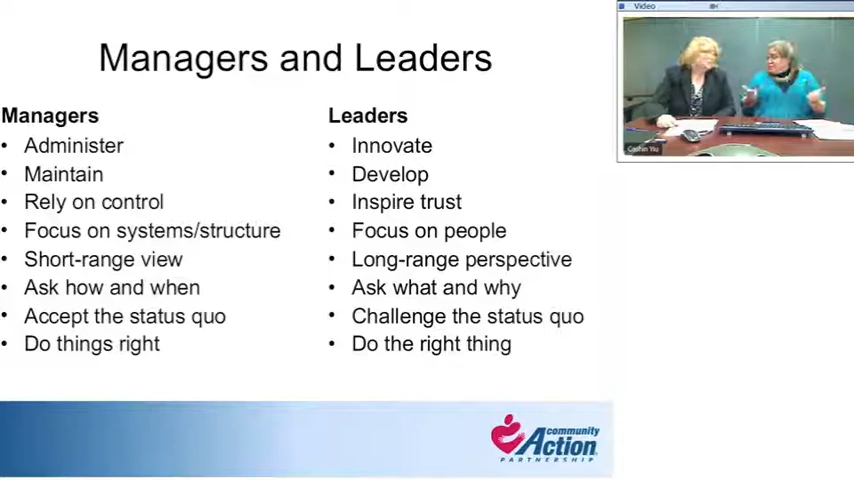 Managers and Leaders
Managers
• Administer
• Maintain
• Rely on control
• Focus on systems/structure
• Short-range view
• Ask how and when
• Accept the status quo
• Do things right
Leaders
• Innovate
• Develop
• Inspire trust
• Focus on people
• Long-range perspective
• Ask what and why
• Challenge the status quo
• Do the right thing
Video
community
Action
PARTNERSHIP